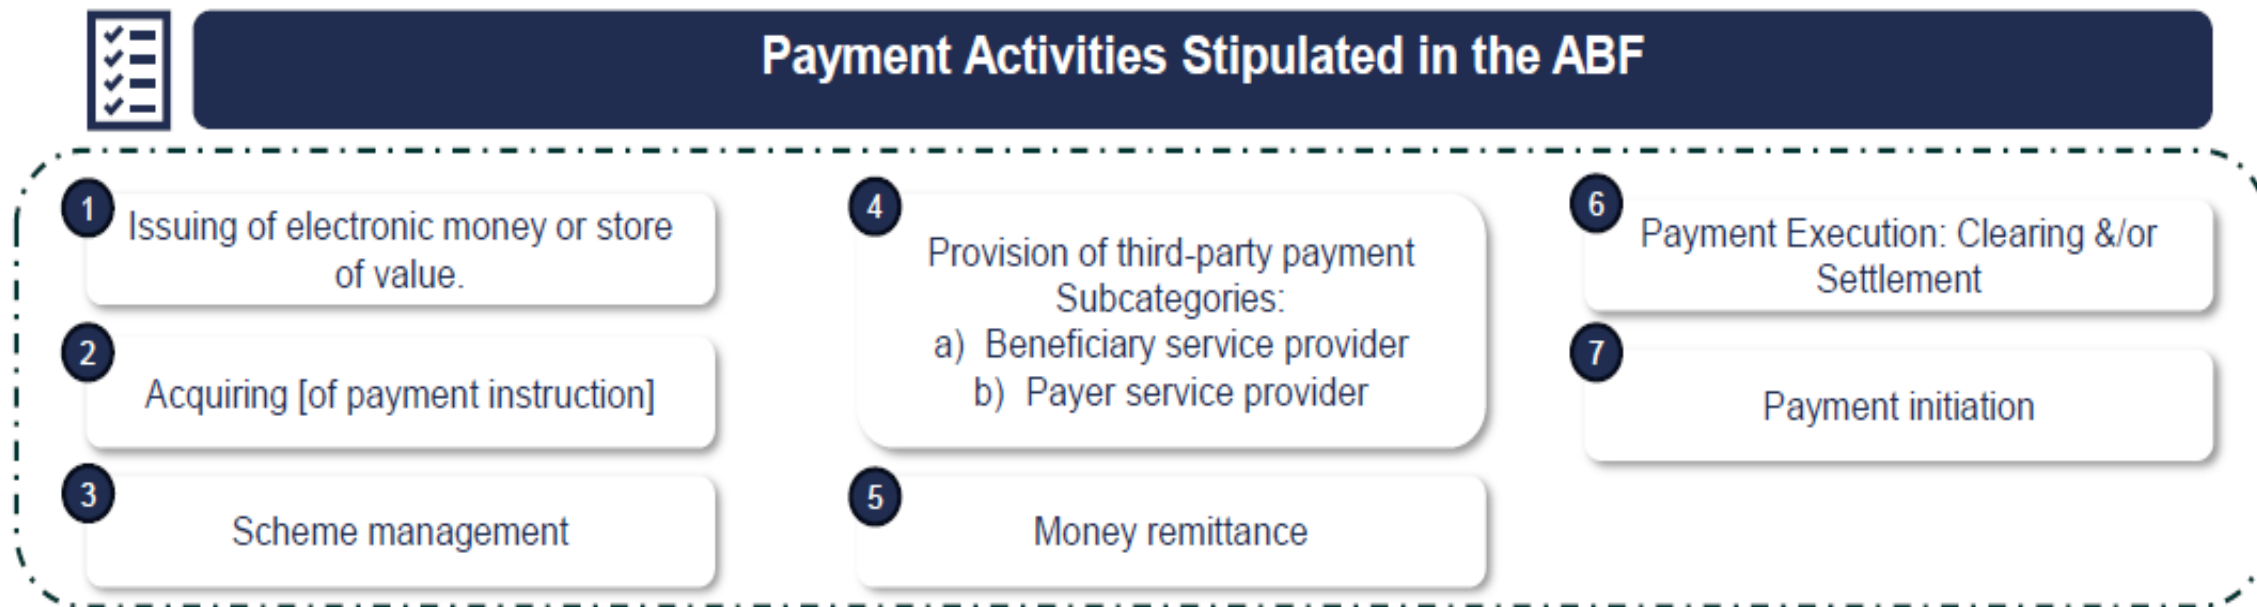 Payment Activities Stipulated in the ABF
1
Issuing of electronic money or store
of value.
2
Acquiring [of payment instruction]
3
Scheme management
4
Provision of third-party payment
Subcategories:
a) Beneficiary service provider
b) Payer service provider
5
Money remittance
6
Payment Execution: Clearing &/or
Settlement
7
Payment initiation